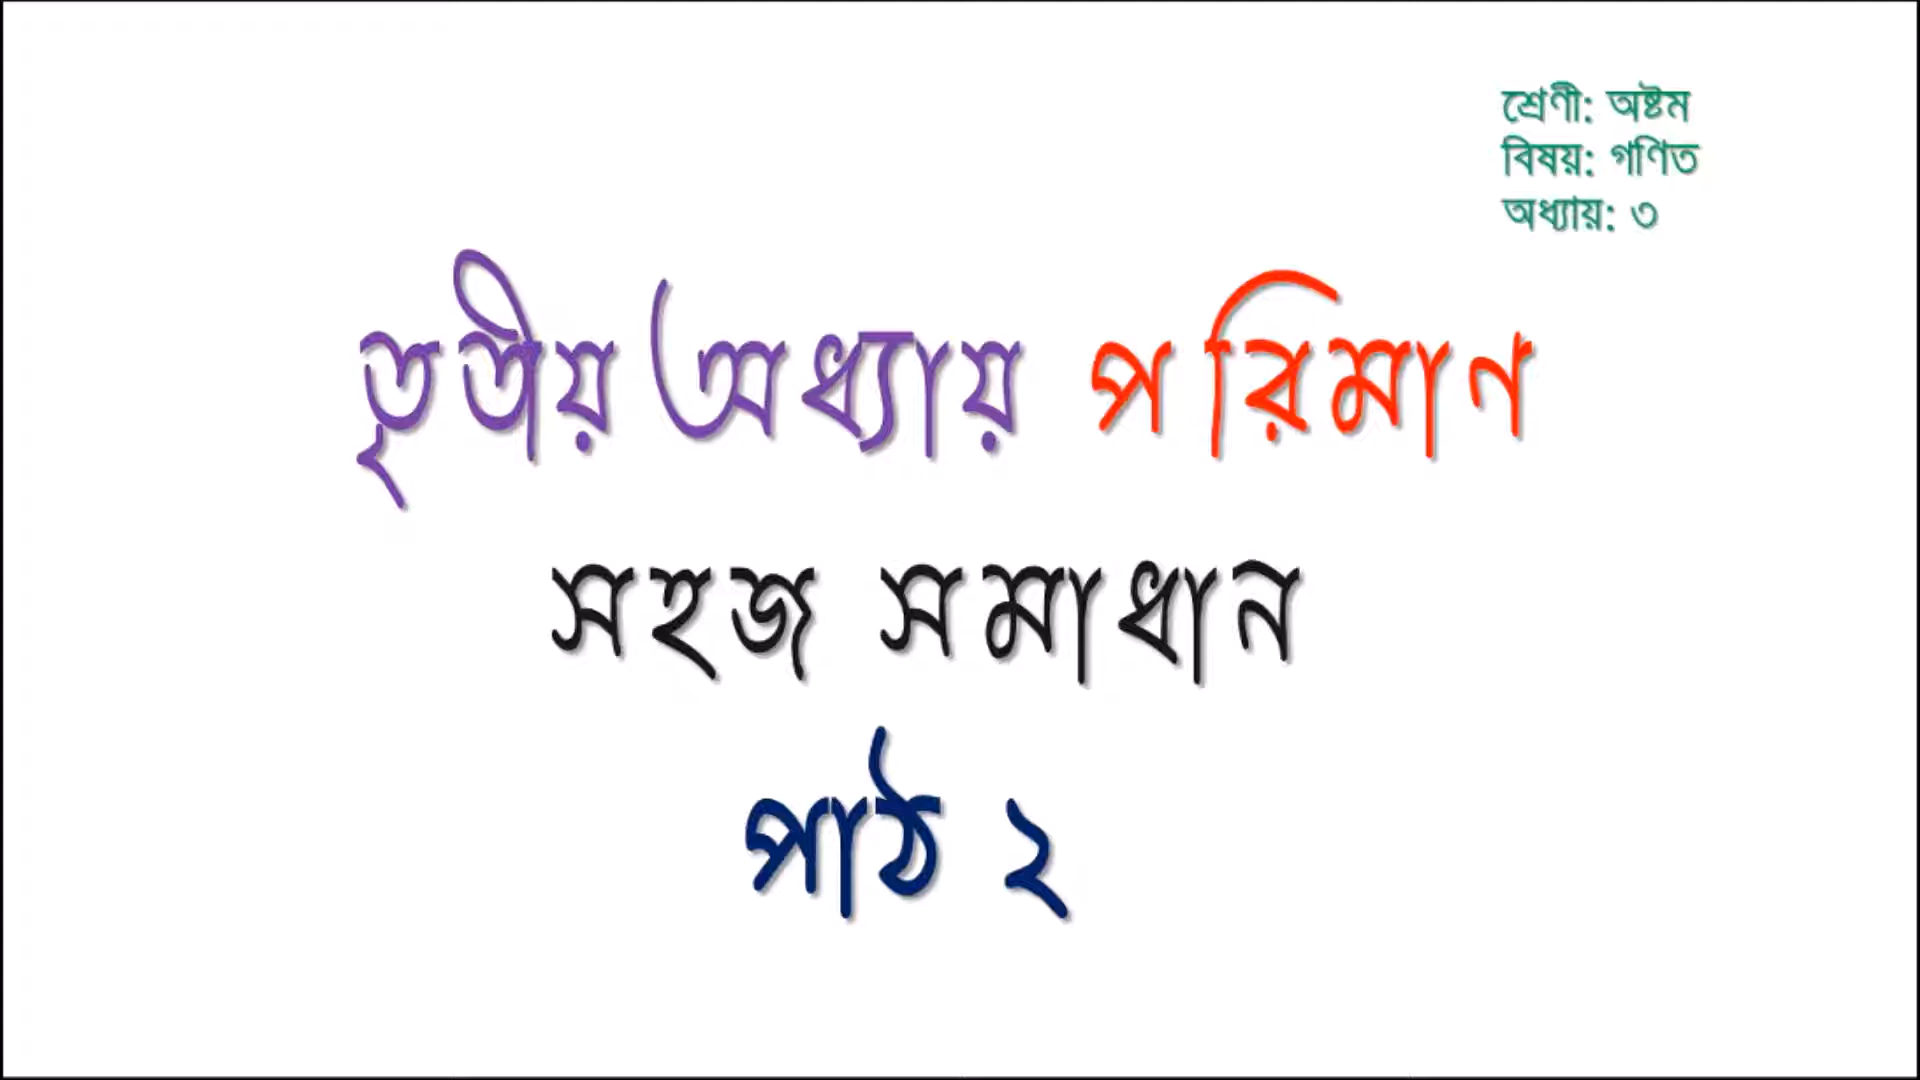 শ্রেণী: অষ্টম
বিষয়: গণিত
অধ্যায়: ৩
তৃতীয় অধ্যায় পরিমাণ
সহজ সমাধান
পাঠ ২